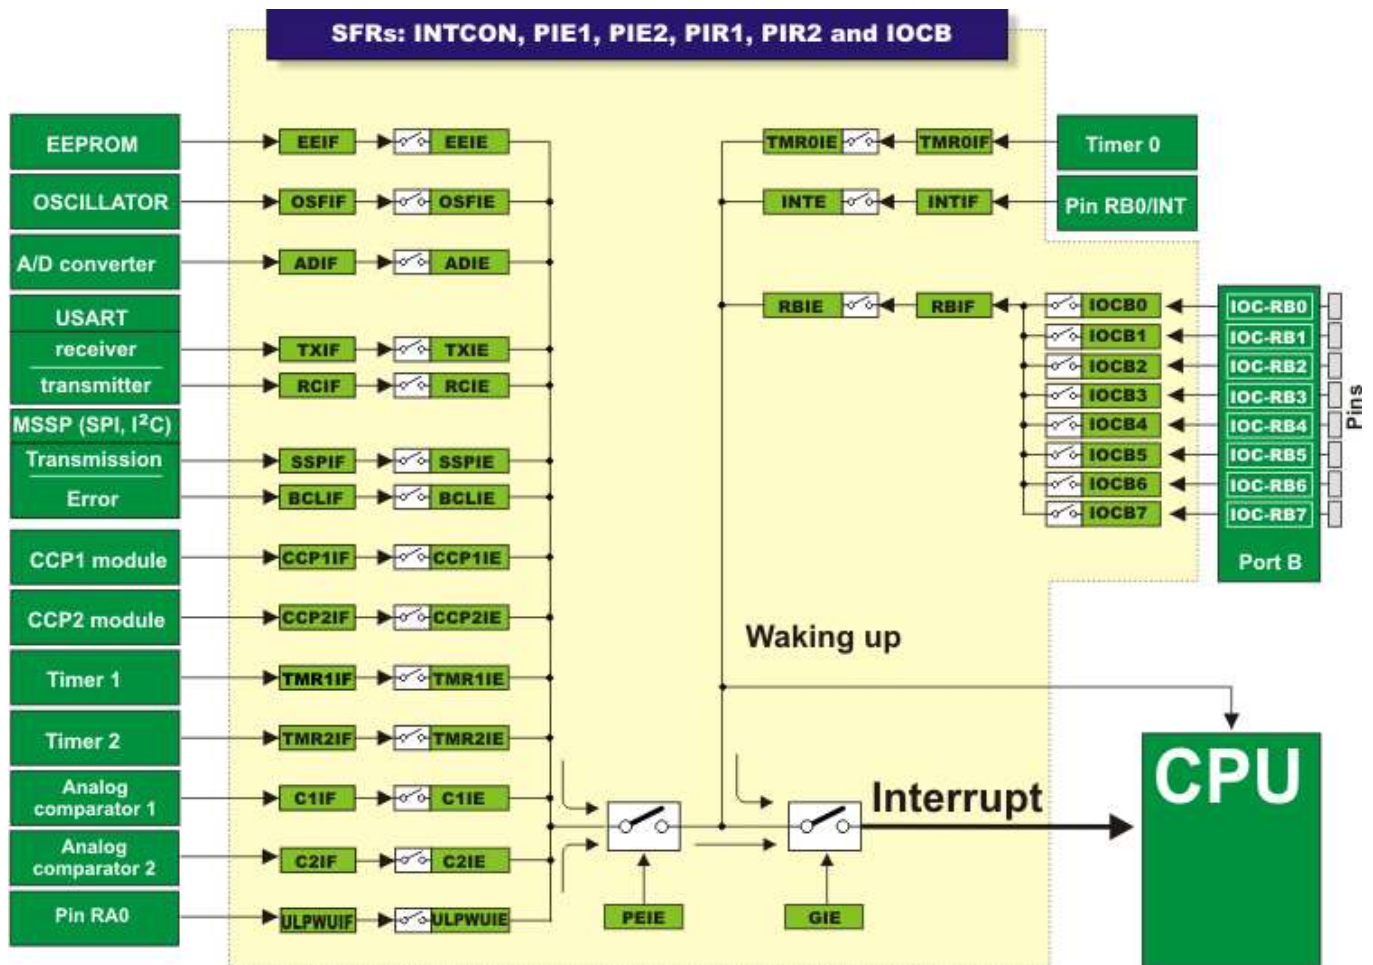 SFRs: INTCON, PIE1, PIE2, PIR1, PIR2 and IOCB
EEPROM
EEIF
EEIE
TMR0IE
TMR0IF
Timer 0
OSCILLATOR
OSFIF
OSFIE
INTE
INTIF
Pin RB0/INT
A/D converter
ADIF
ADIE
USART
receiver
TXIF
TXIE
transmitter
RCIF
RCIE
MSSP (SPI, I²C)
Transmission
SSPIF
SSPIE
Error
BCLIF
BCLIE
RBIE
RBIF
IOCB0
IOC-RB0
IOCB1
IOC-RB1
IOCB2
IOC-RB2
IOCB3
IOC-RB3
IOCB4
IOC-RB4
IOCB5
IOC-RB5
IOCB6
IOC-RB6
IOCB7
IOC-RB7
Pins
Port B
CCP1 module
CCP1IF
CCP1IE
CCP2 module
CCP2IF
CCP2IE
Timer 1
TMR1IF
TMR1IE
Timer 2
TMR2IF
TMR2IE
Analog
comparator 1
C1IF
C1IE
Analog
comparator 2
C2IF
C2IE
Pin RA0
ULPWUIF
ULPWUIE
PEIE
GIE
Waking up
Interrupt
CPU